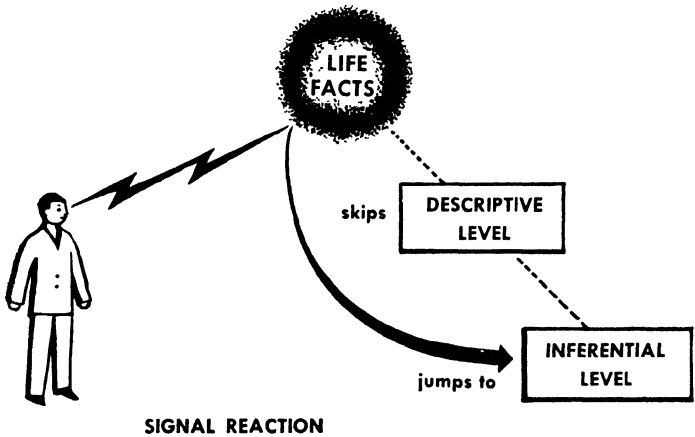 LIFE
FACTS
skips
DESCRIPTIVE
LEVEL
INFERENTIAL
LEVEL
jumps to
SIGNAL REACTION